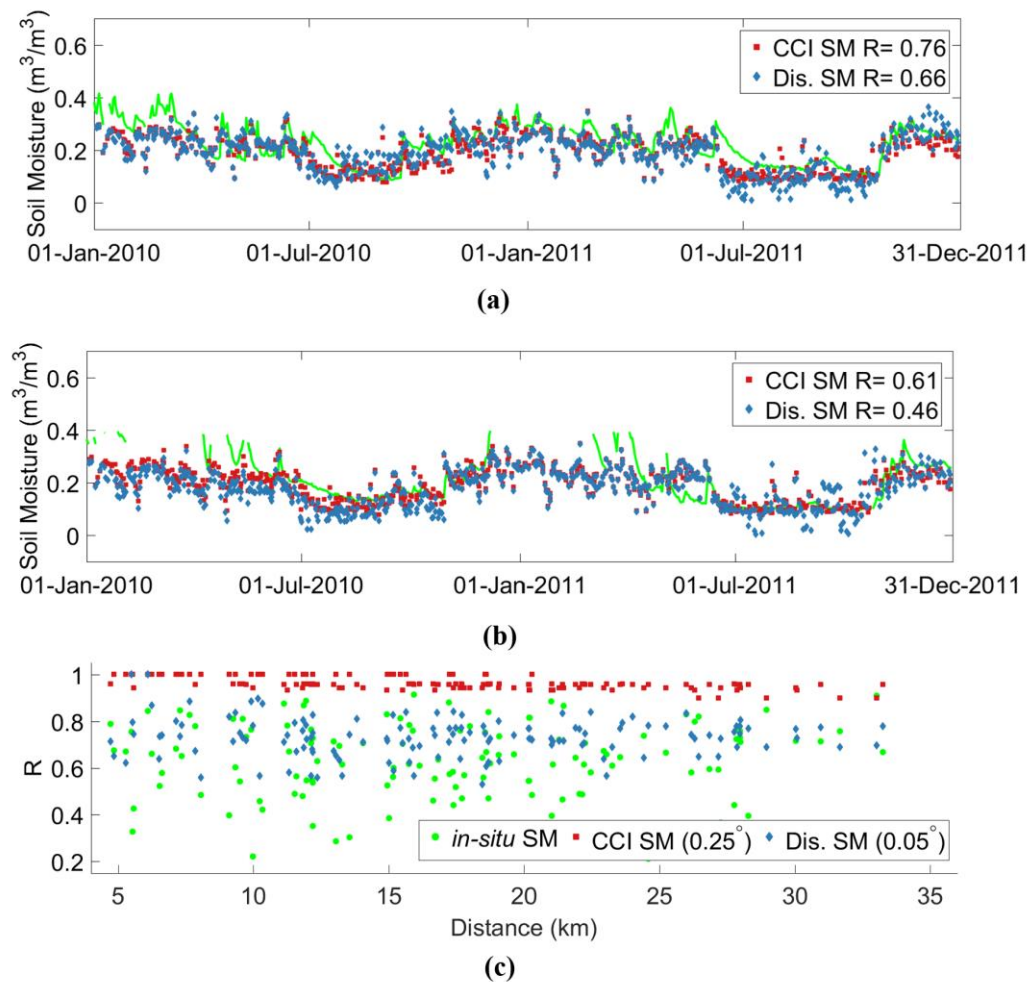 Soil Moisture (m³/m³)
0.6
0.4
0.2
0
CCI SM R= 0.76
Dis. SM R= 0.66
01-Jan-2010 01-Jul-2010 01-Jan-2011 01-Jul-2011 31-Dec-2011
(a)
Soil Moisture (m³/m³)
0.6
0.4
0.2
0
CCI SM R= 0.61
Dis. SM R= 0.46
01-Jan-2010 01-Jul-2010 01-Jan-2011 01-Jul-2011 31-Dec-2011
(b)
R
1
0.8
0.6
0.4
0.2
in-situ SM CCI SM (0.25°) Dis. SM (0.05°)
5 10 15 20 25 30 35
Distance (km)
(c)